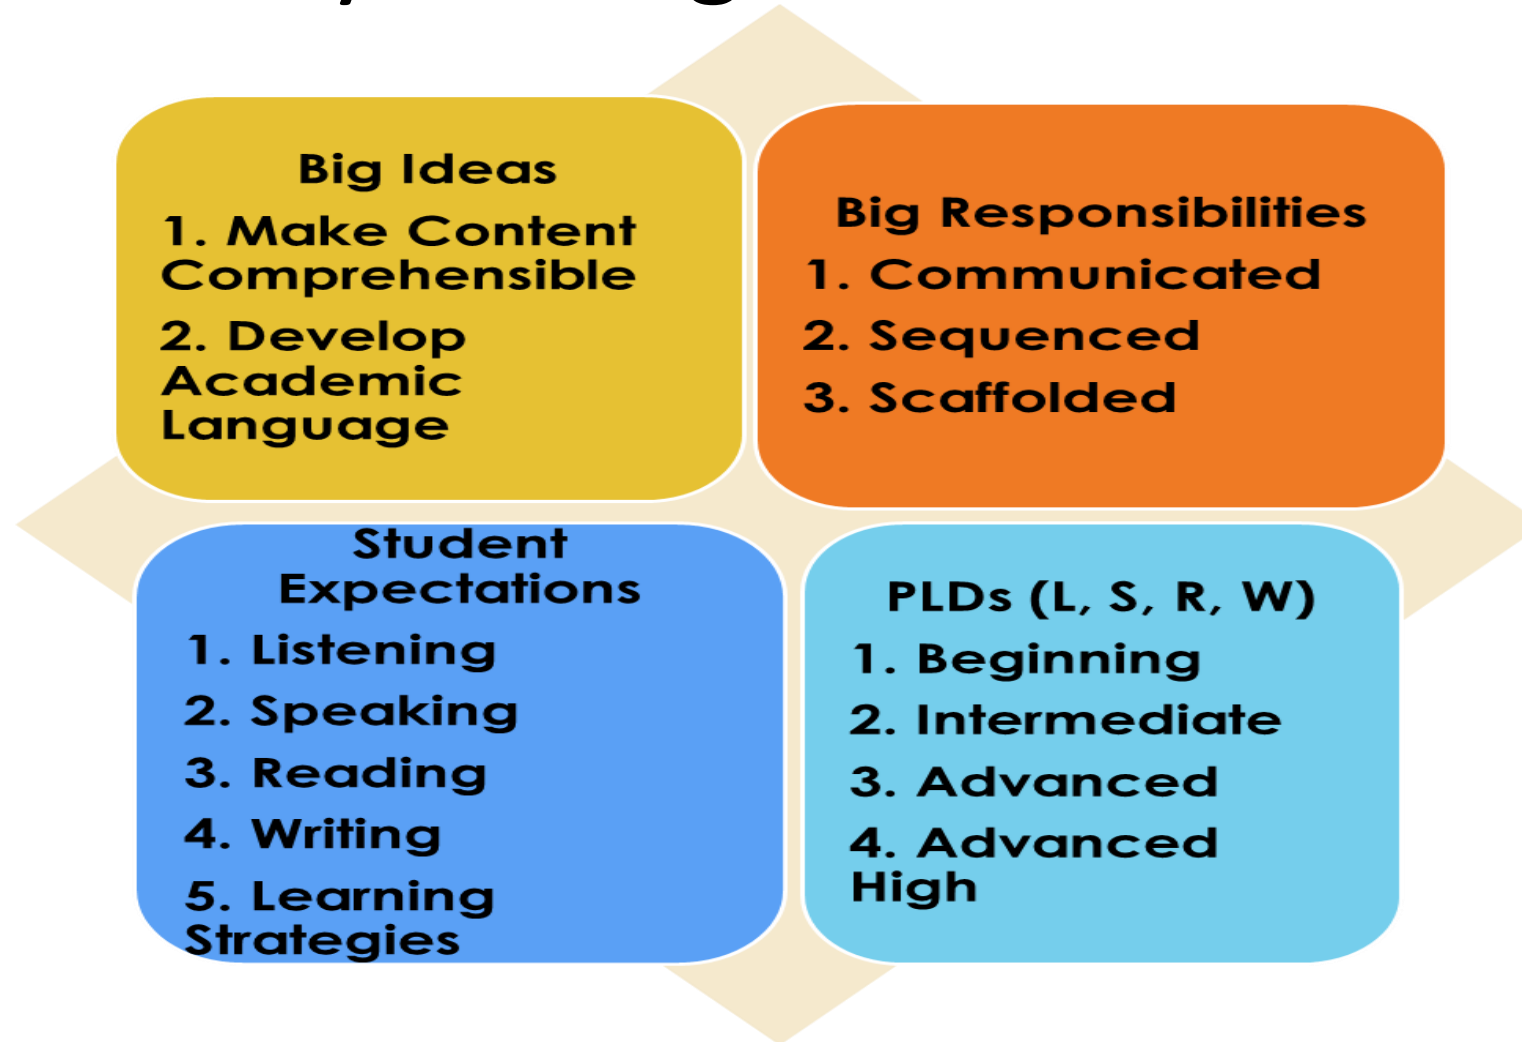 Big Ideas
1. Make Content
Comprehensible
2. Develop
Academic
Language
Big Responsibilities
1. Communicated
2. Sequenced
3. Scaffolded
Student
Expectations
1. Listening
2. Speaking
3. Reading
4. Writing
5. Learning
Strategies
PLDs (L, S, R, W)
1. Beginning
2. Intermediate
3. Advanced
4. Advanced
High